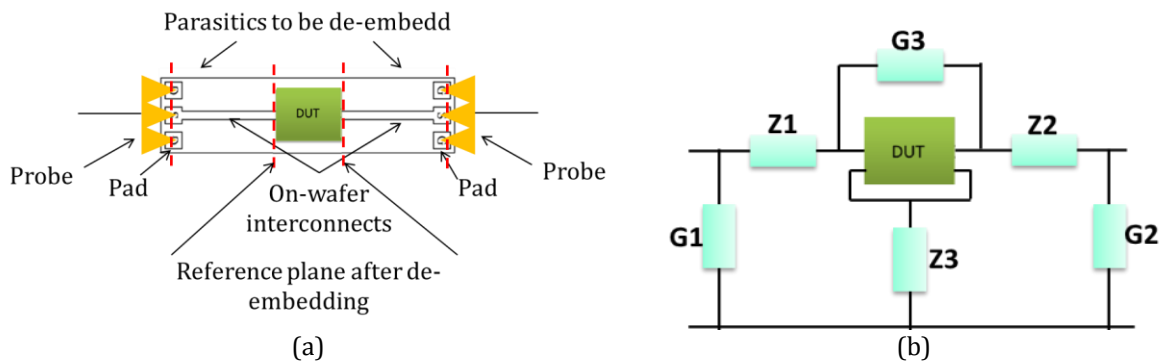 Parasitics to be de-embedd
G
G
DUT
S
S
G
G
Probe
Pad
On-wafer
interconnects
Pad
Probe
Reference plane after de-
embedding
(a)
G3
Z1
DUT
Z2
G1
Z3
G2
(b)